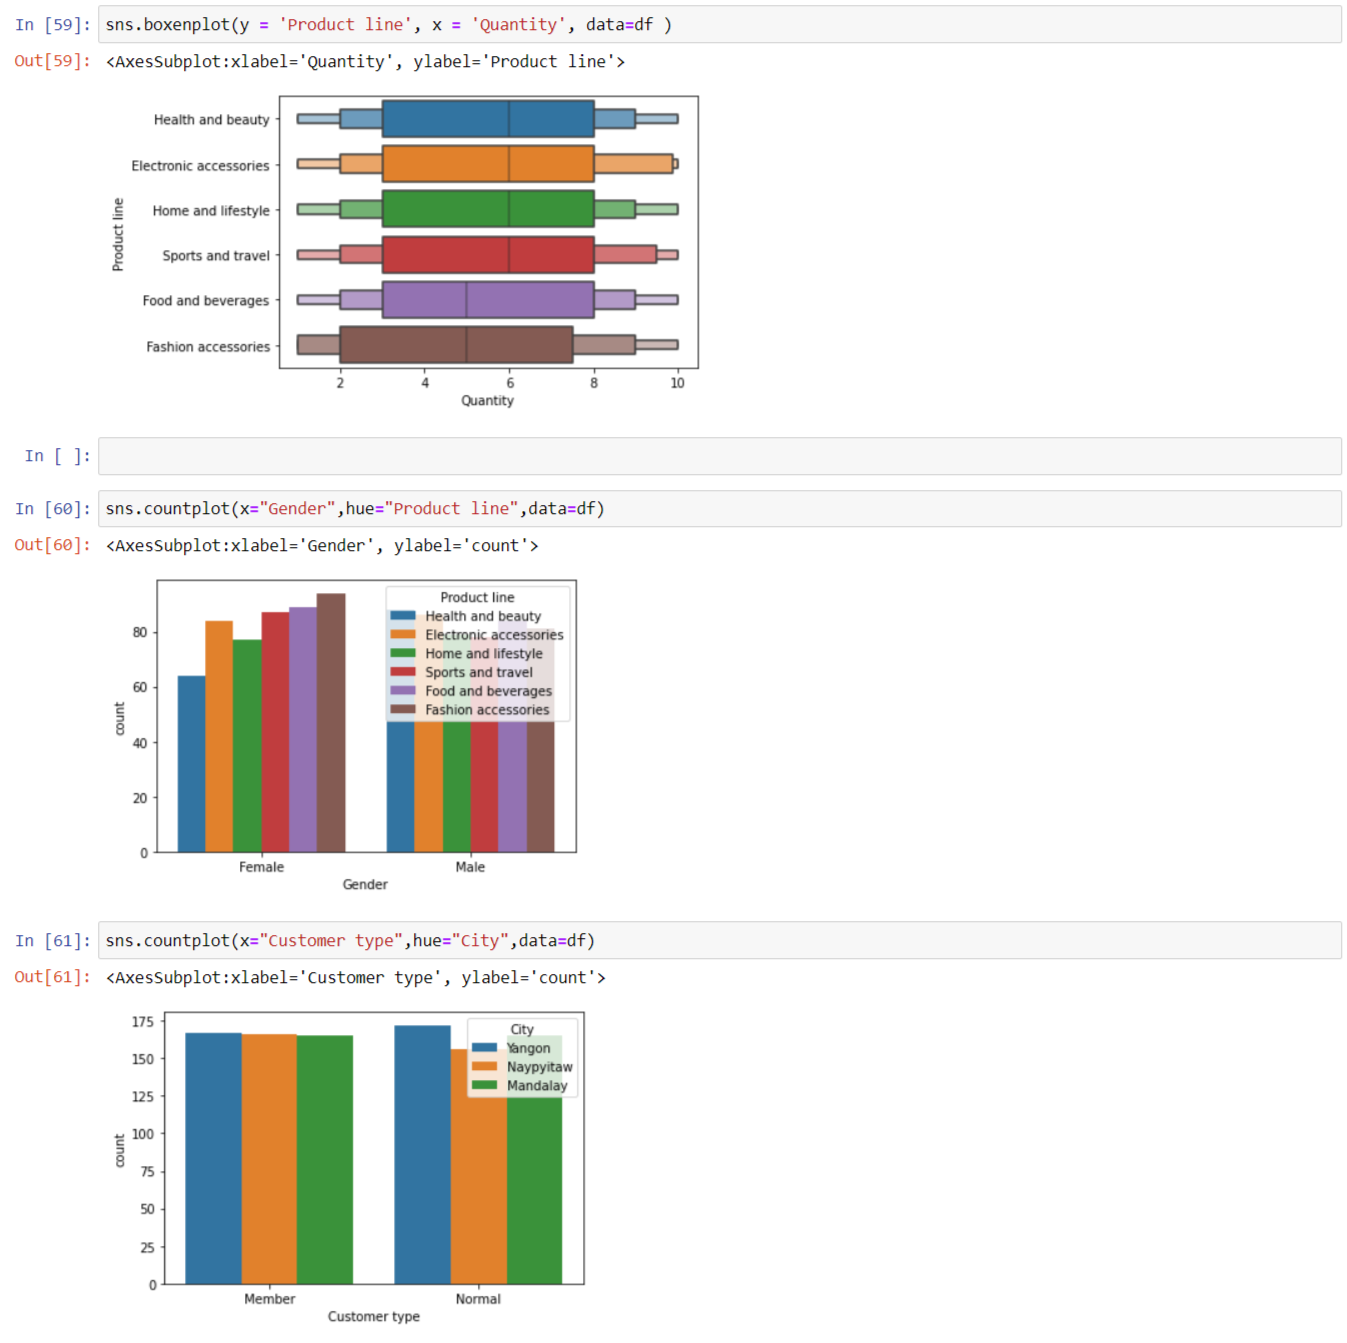 In [59]: sns.boxenplot(y = 'Product line', x = 'Quantity', data=df )
Out[59]: <AxesSubplot:xlabel='Quantity', ylabel='Product line'>
Product line
Health and beauty
Electronic accessories
Home and lifestyle
Sports and travel
Food and beverages
Fashion accessories
2 4 6 8 10
Quantity
In [ ]:
In [60]: sns.countplot(x="Gender",hue="Product line",data=df)
Out[60]: <AxesSubplot:xlabel='Gender', ylabel='count'>
count
80
60
40
20
0
Product line
Health and beauty
Electronic accessories
Home and lifestyle
Sports and travel
Food and beverages
Fashion accessories
Female Male
Gender
In [61]: sns.countplot(x="Customer type",hue="City",data=df)
Out[61]: <AxesSubplot:xlabel='Customer type', ylabel='count'>
count
175
150
125
100
75
50
25
0
City
Yangon
Naypyitaw
Mandalay
Member Normal
Customer type